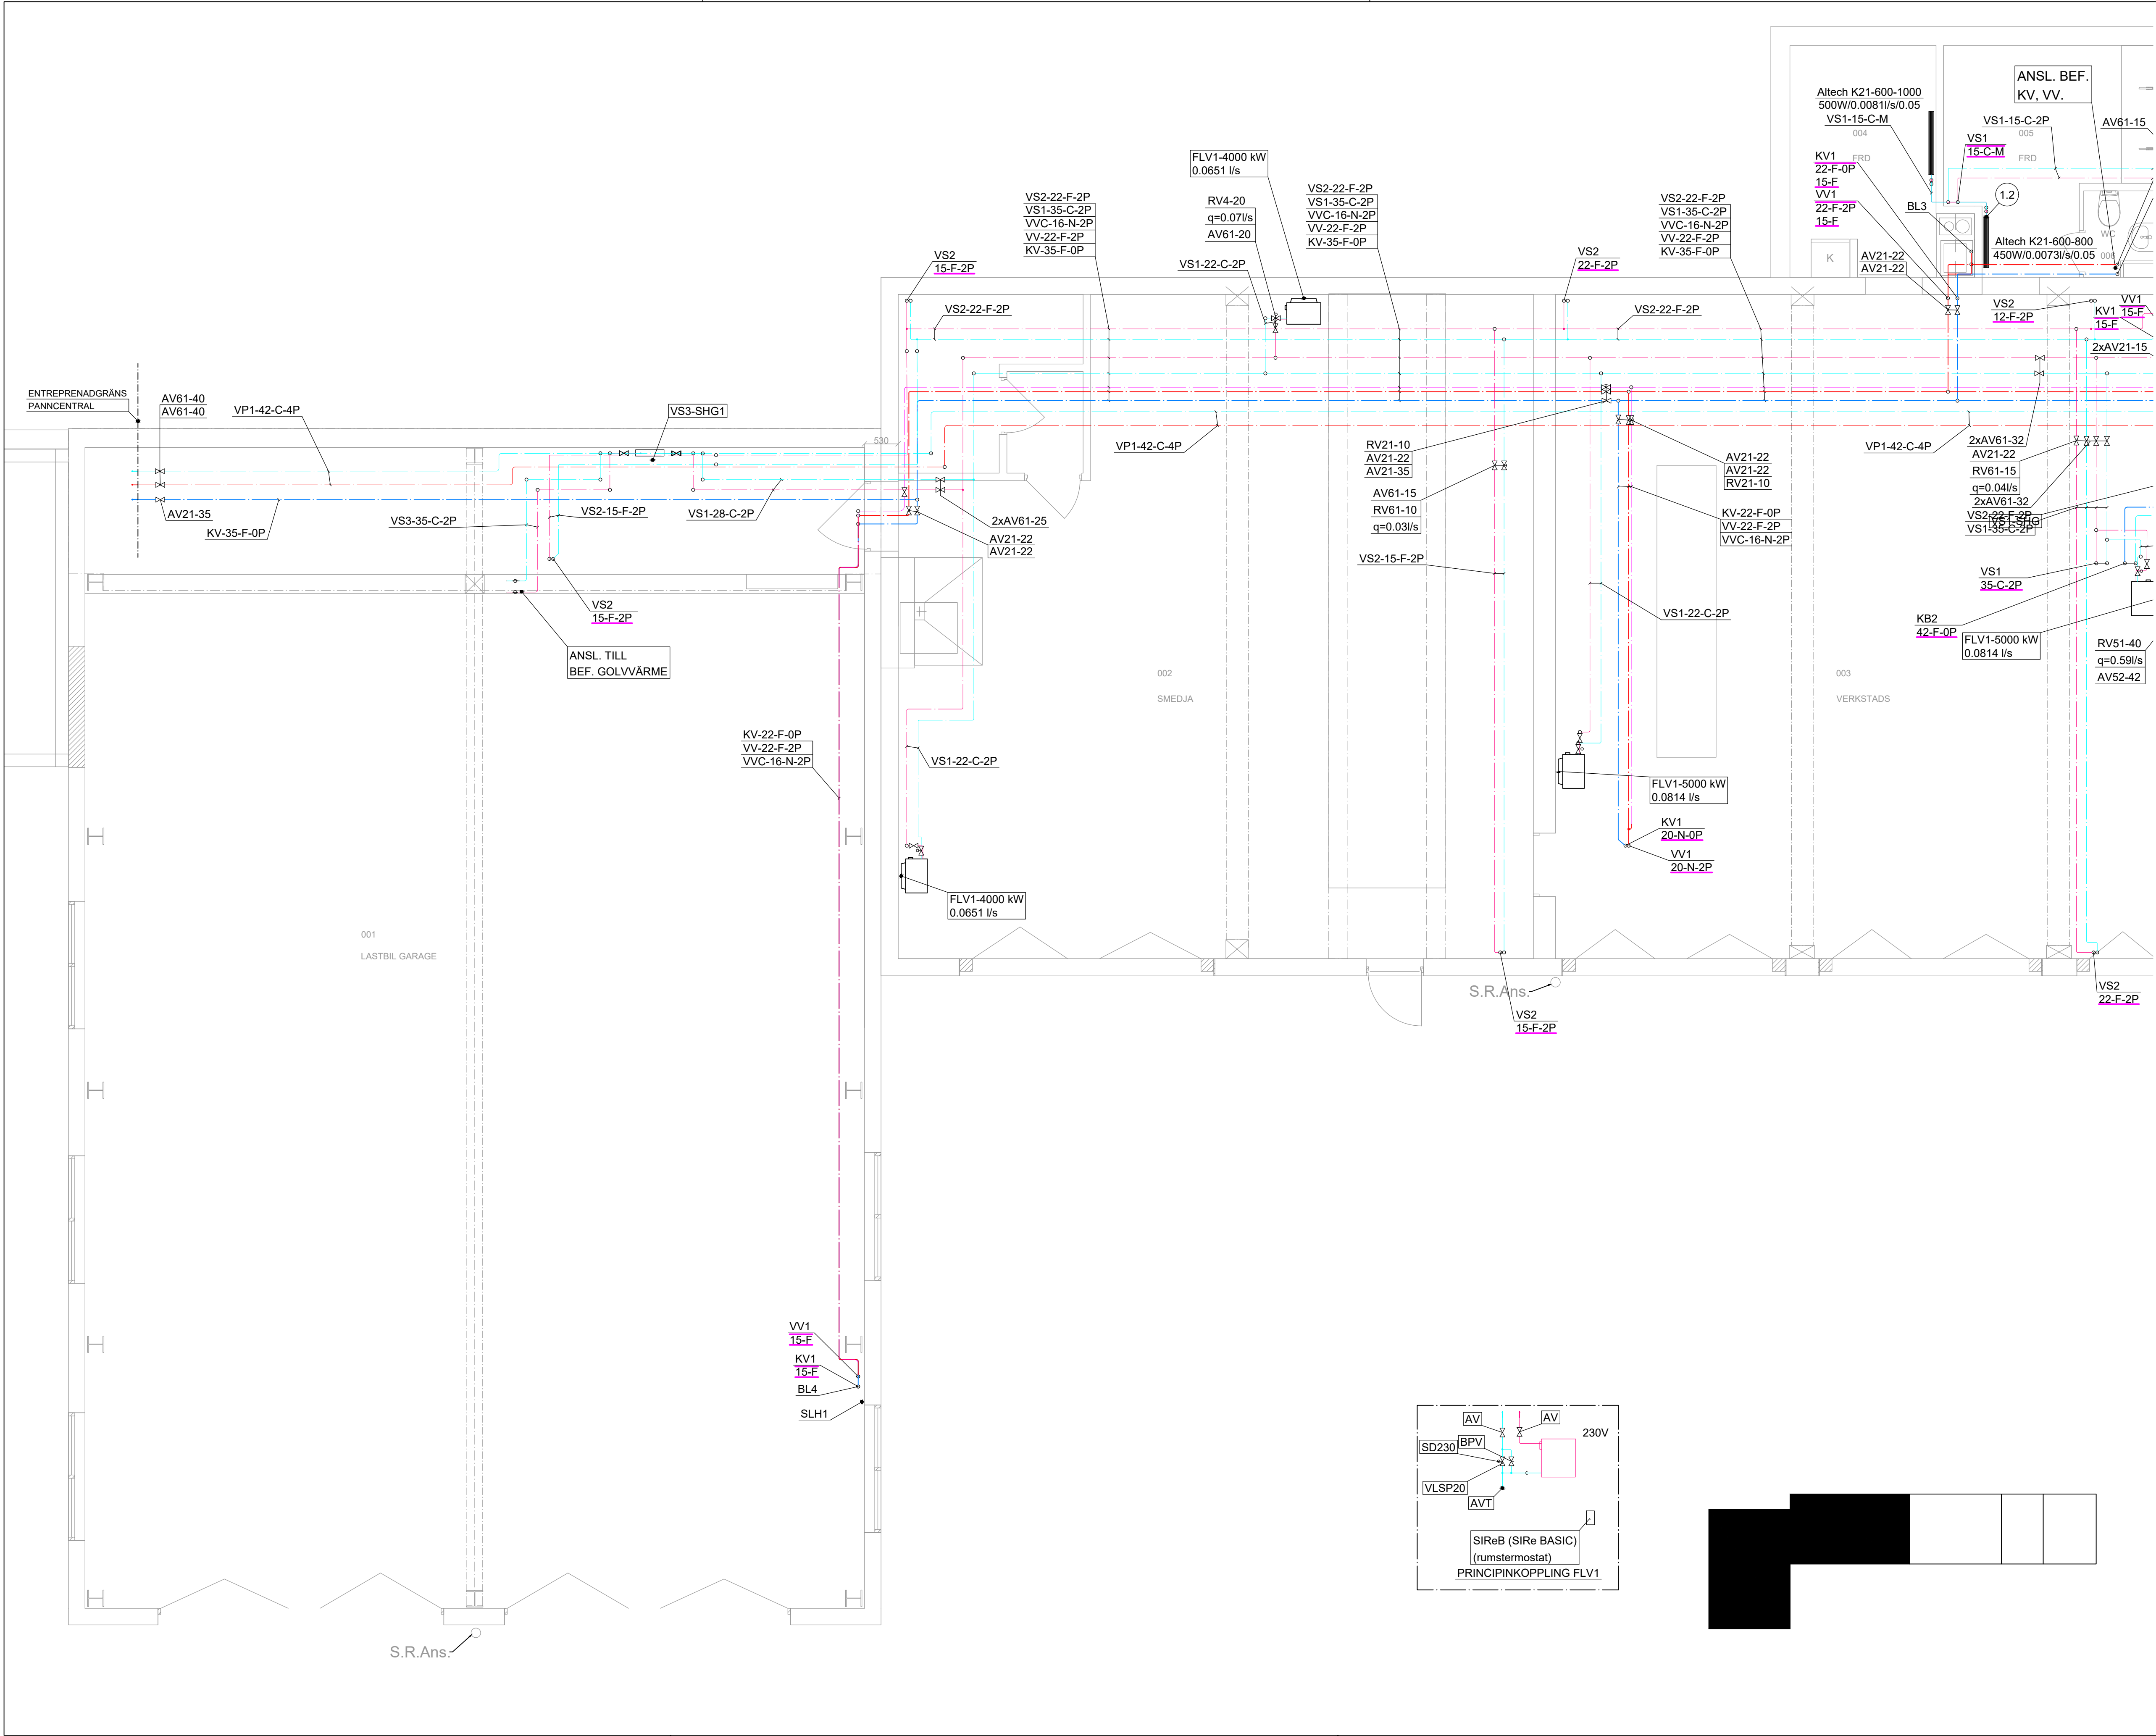 ANSL. BEF.
KV, VV.
Altech K21-600-1000
500W/0.0081l/s/0.05
VS1-15-C-M
004
FRD
VS1-15-C-2P
005
FRD
AV61-15
VS1
15-C-M
KV1
22-F-0P
15-F
VV1
22-F-2P
15-F
BL3
1.2
WC
006
K
Altech K21-600-800
450W/0.0073l/s/0.05
AV21-22
AV21-22
FLV1-4000 kW
0.0651 l/s
RV4-20
q=0.07l/s
AV61-20
VS1-22-C-2P
VS2-22-F-2P
VS1-35-C-2P
VVC-16-N-2P
VV-22-F-2P
KV-35-F-0P
VS2-22-F-2P
VS1-35-C-2P
VVC-16-N-2P
VV-22-F-2P
KV-35-F-0P
VS2-22-F-2P
VS1-35-C-2P
VVC-16-N-2P
VV-22-F-2P
KV-35-F-0P
VS2
15-F-2P
VS2
22-F-2P
VS2-22-F-2P
VS2-22-F-2P
VS2
12-F-2P
VV1
15-F
KV1
15-F
2xAV21-15
ENTREPRENADGRÄNS
PANNCENTRAL
AV61-40
AV61-40
VP1-42-C-4P
VS3-SHG1
530
VP1-42-C-4P
VP1-42-C-4P
AV21-35
KV-35-F-0P
VS3-35-C-2P
VS2-15-F-2P
VS1-28-C-2P
2xAV61-25
AV21-22
AV21-22
RV21-10
AV21-22
AV21-35
AV61-15
RV61-10
q=0.03l/s
VS2-15-F-2P
AV21-22
AV21-22
RV21-10
KV-22-F-0P
VV-22-F-2P
VVC-16-N-2P
2xAV61-32
AV21-22
RV61-15
q=0.04l/s
2xAV61-32
VS2-22-F-2P
VS1-SHG
VS1-35-C-2P
VS1
35-C-2P
KB2
42-F-0P
FLV1-5000 kW
0.0814 l/s
RV51-40
q=0.59l/s
AV52-42
VS2
15-F-2P
ANSL. TILL
BEF. GOLVVÄRME
VS1-22-C-2P
002
SMEDJA
003
VERKSTADS
KV-22-F-0P
VV-22-F-2P
VVC-16-N-2P
VS1-22-C-2P
FLV1-5000 kW
0.0814 l/s
KV1
20-N-0P
VV1
20-N-2P
FLV1-4000 kW
0.0651 l/s
001
LASTBIL GARAGE
S.R.Ans.
VS2
15-F-2P
VS2
22-F-2P
VV1
15-F
KV1
15-F
BL4
SLH1
AV
AV
230V
SD230
BPV
VLSP20
AVT
SIReB (SIRe BASIC)
(rumstermostat)
PRINCIPINKOPPLING FLV1
S.R.Ans.